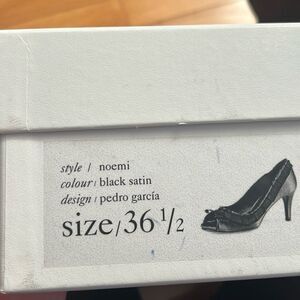 style / noemi
colour / black satin
design / pedro garcía
size/36 1/2